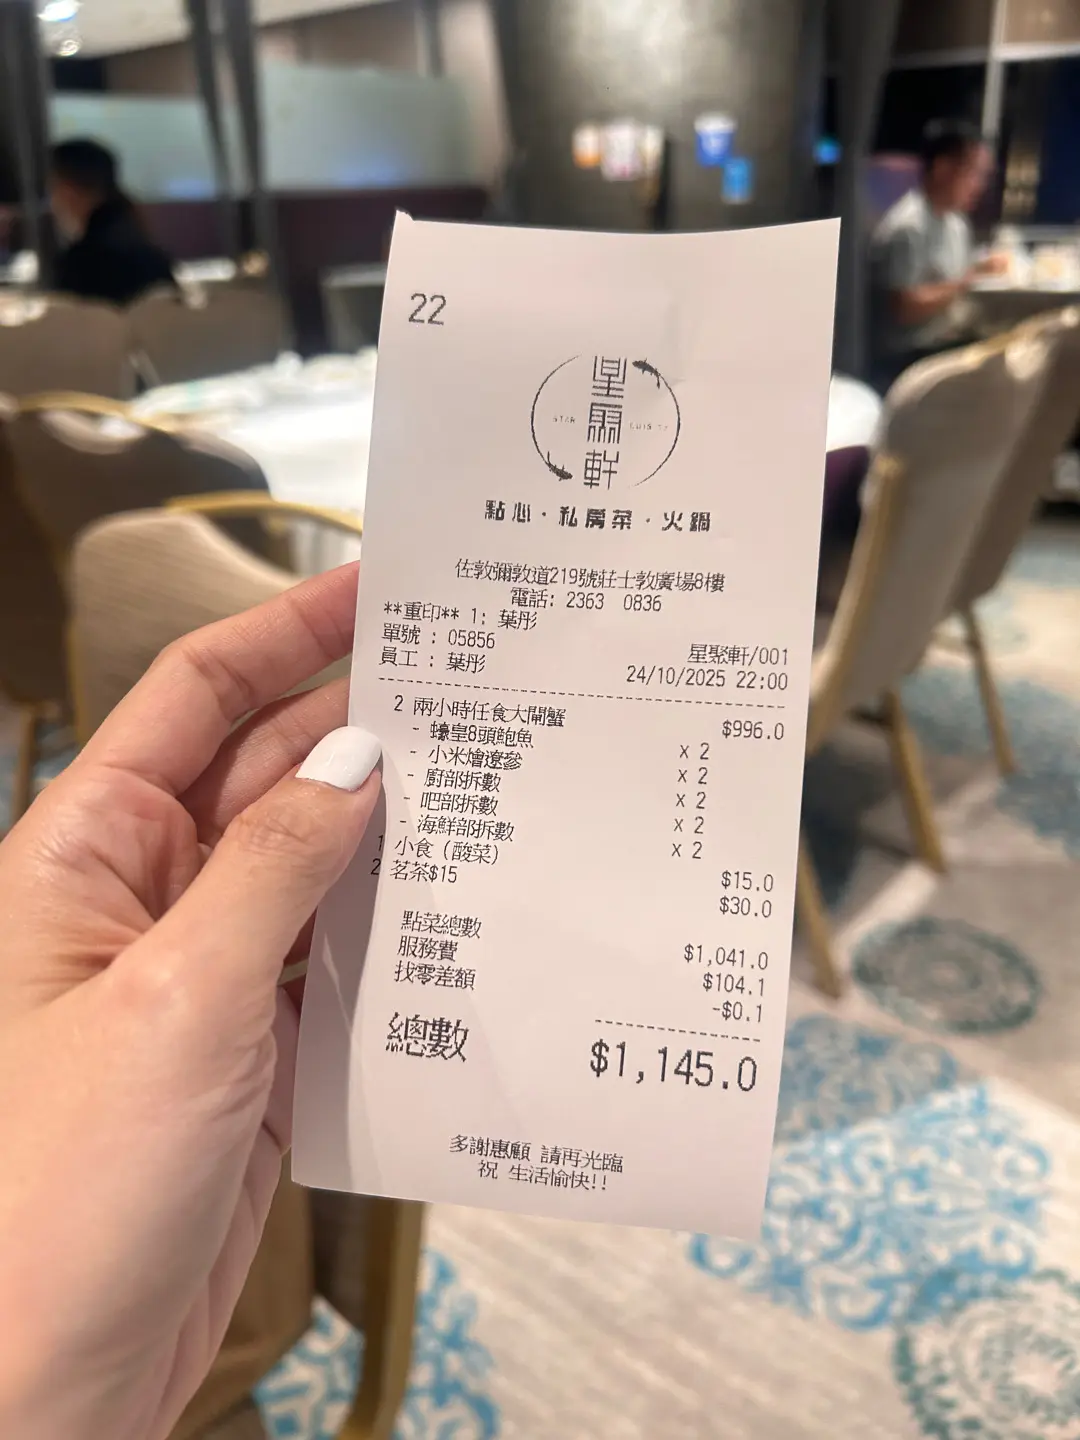 22
星聚軒
STAR CUISINE
點心·私房菜·火鍋
佐敦彌敦道219號莊士敦廣場8樓
電話: 2363 0836
**重印** 1: 葉彤
單號 : 05856 星聚軒/001
員工 : 葉彤 24/10/2025 22:00
2 兩小時任食大閘蟹 $996.0
- 蠔皇8頭鮑魚 x 2
- 小米燴遼參 x 2
- 廚部拆數 x 2
- 吧部拆數 x 2
- 海鮮部拆數 x 2
1 小食 (酸菜) $15.0
2 茗茶$15 $30.0
點菜總數 $1,041.0
服務費 $104.1
找零差額 -$0.1
總數 $1,145.0
多謝惠顧 請再光臨
祝 生活愉快!!